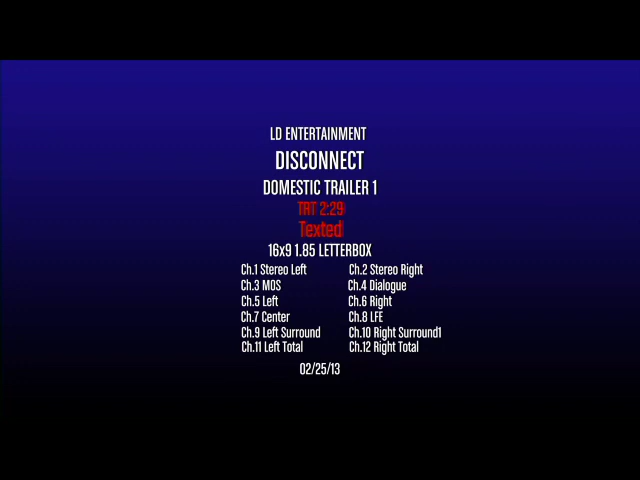 LD ENTERTAINMENT
DISCONNECT
DOMESTIC TRAILER 1
TRT 2:29
Texted
16x9 1.85 LETTERBOX
Ch.1 Stereo Left Ch.2 Stereo Right
Ch.3 MOS Ch.4 Dialogue
Ch.5 Left Ch.6 Right
Ch.7 Center Ch.8 LFE
Ch.9 Left Surround Ch.10 Right Surround1
Ch.11 Left Total Ch.12 Right Total
02/25/13